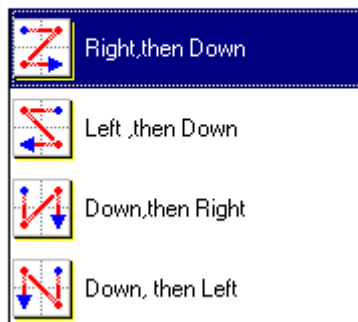 Right,then Down
Left ,then Down
Down,then Right
Down, then Left